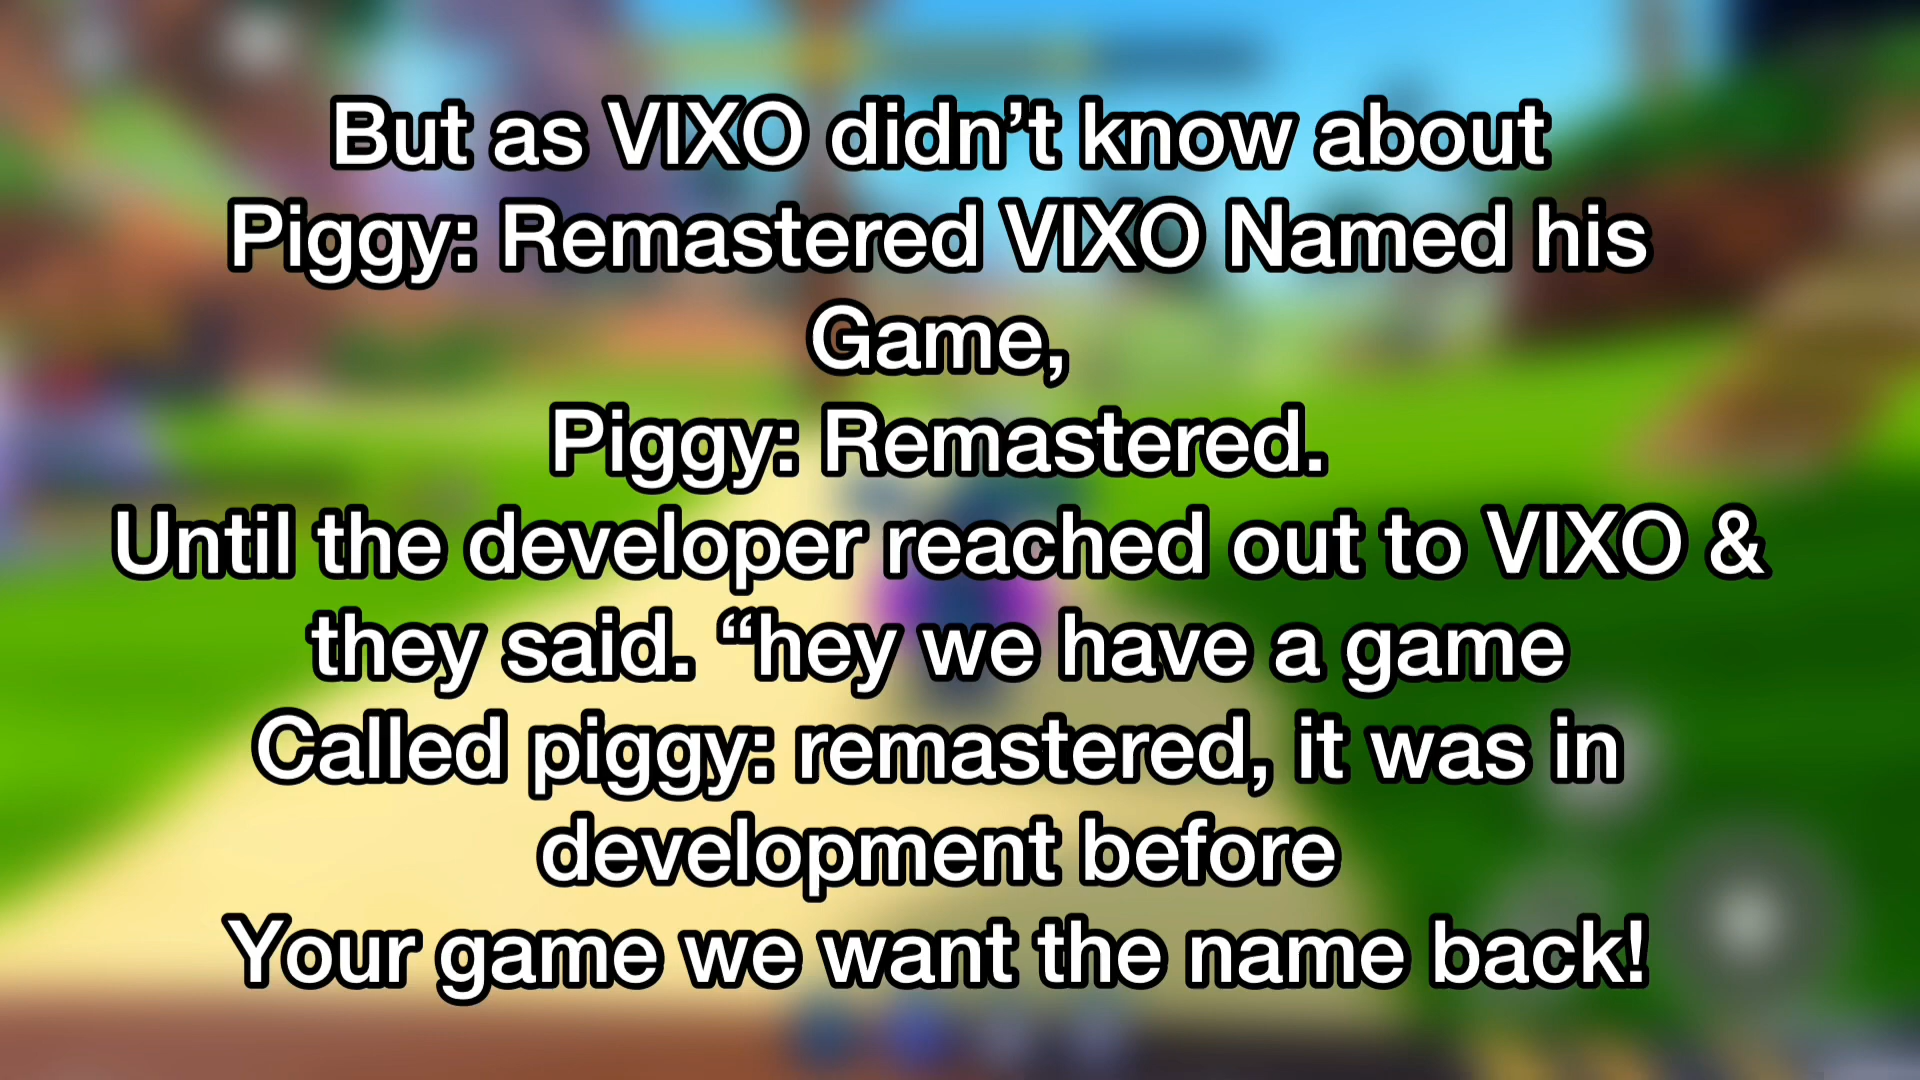 But as VIXO didn’t know about
Piggy: Remastered VIXO Named his
Game,
Piggy: Remastered.
Until the developer reached out to VIXO &
they said. “hey we have a game
Called piggy: remastered, it was in
development before
Your game we want the name back!